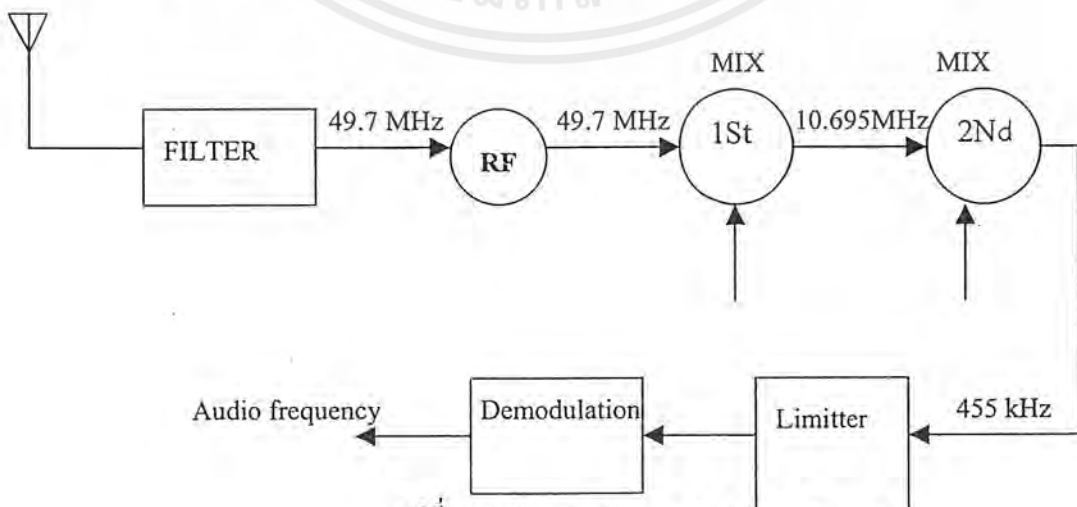 MIX
MIX
FILTER
49.7 MHz
RF
49.7 MHz
1St
10.695MHz
2Nd
Audio frequency
Demodulation
Limitter
455 kHz